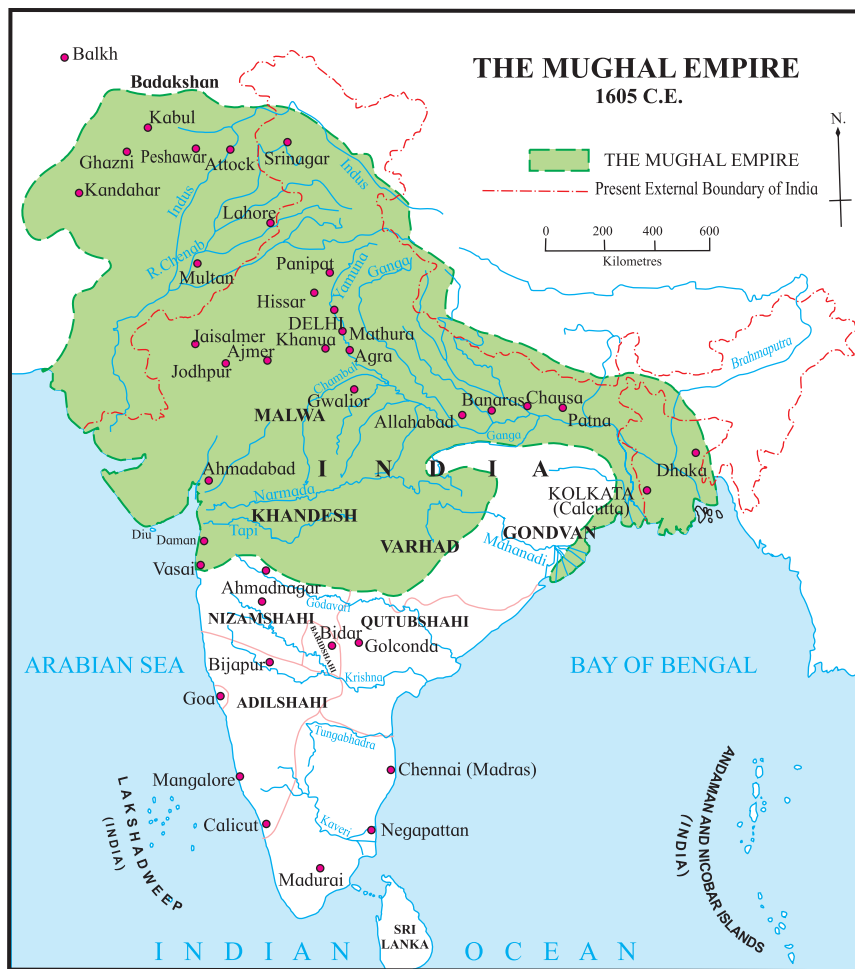 Balkh
Badakshan
THE MUGHAL EMPIRE
1605 C.E.
N.
Kabul
Ghazni
Peshawar
Attock
Srinagar
Kandahar
Indus
Indus
THE MUGHAL EMPIRE
Present External Boundary of India
0 200 400 600
Kilometres
Lahore
R. Chenab
Multan
Panipat
Yamuna
Ganga
Hissar
DELHI
Mathura
Jaisalmer
Khanua
Ajmer
Agra
Jodhpur
Chambal
Brahmaputra
Gwalior
MALWA
Banaras
Chausa
Allahabad
Patna
Ganga
Ahmadabad
I N D I A
Dhaka
Narmada
KOLKATA
(Calcutta)
KHANDESH
Tapi
Diu
Daman
VARHAD
GONDVAN
Mahanadi
Vasai
Ahmadnagar
Godavari
NIZAMSHAHI
QUTUBSHAHI
BARIDSHAHI
Bidar
Golconda
ARABIAN SEA
Bijapur
BAY OF BENGAL
Krishna
Goa
ADILSHAHI
Tungabhadra
Mangalore
Chennai (Madras)
LAKSHADWEEP
(INDIA)
ANDAMAN AND NICOBAR ISLANDS
(INDIA)
Calicut
Kaveri
Negapattan
Madurai
SRI
LANKA
INDIAN OCEAN